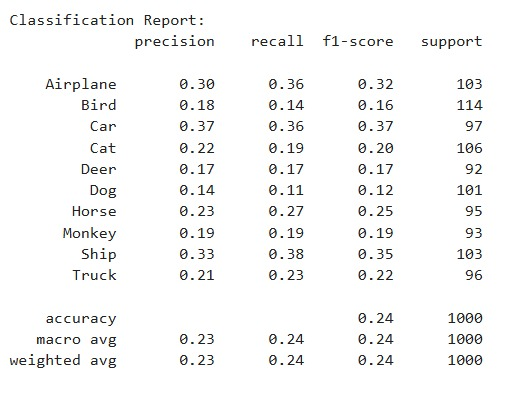 Classification Report:
precision recall f1-score support
Airplane 0.30 0.36 0.32 103
Bird 0.18 0.14 0.16 114
Car 0.37 0.36 0.37 97
Cat 0.22 0.19 0.20 106
Deer 0.17 0.17 0.17 92
Dog 0.14 0.11 0.12 101
Horse 0.23 0.27 0.25 95
Monkey 0.19 0.19 0.19 93
Ship 0.33 0.38 0.35 103
Truck 0.21 0.23 0.22 96
accuracy 0.24 1000
macro avg 0.23 0.24 0.24 1000
weighted avg 0.23 0.24 0.24 1000